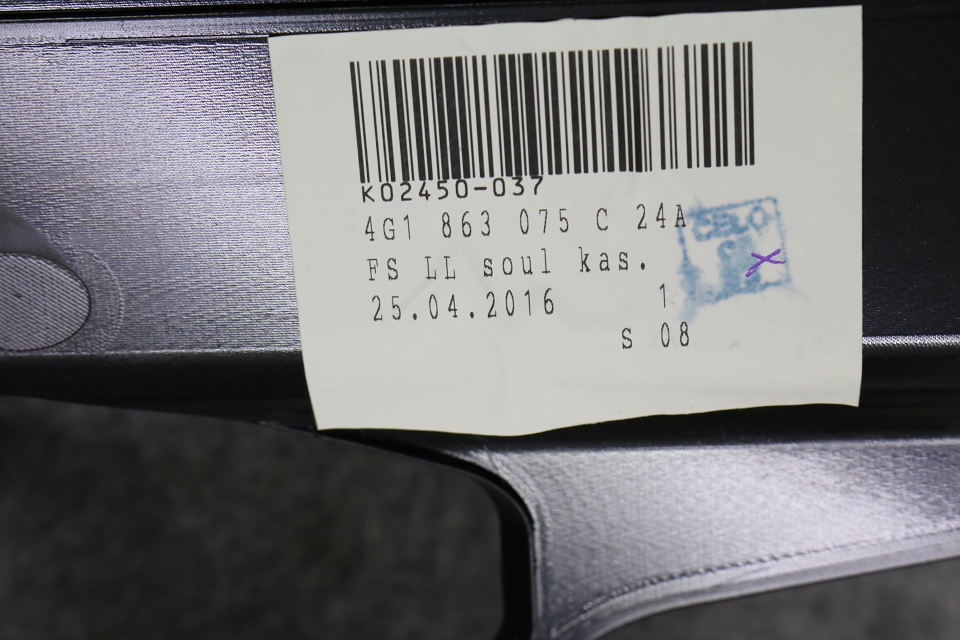 K02450-037
4G1 863 075 C 24A
FS LL soul kas.
25.04.2016 1
S 08